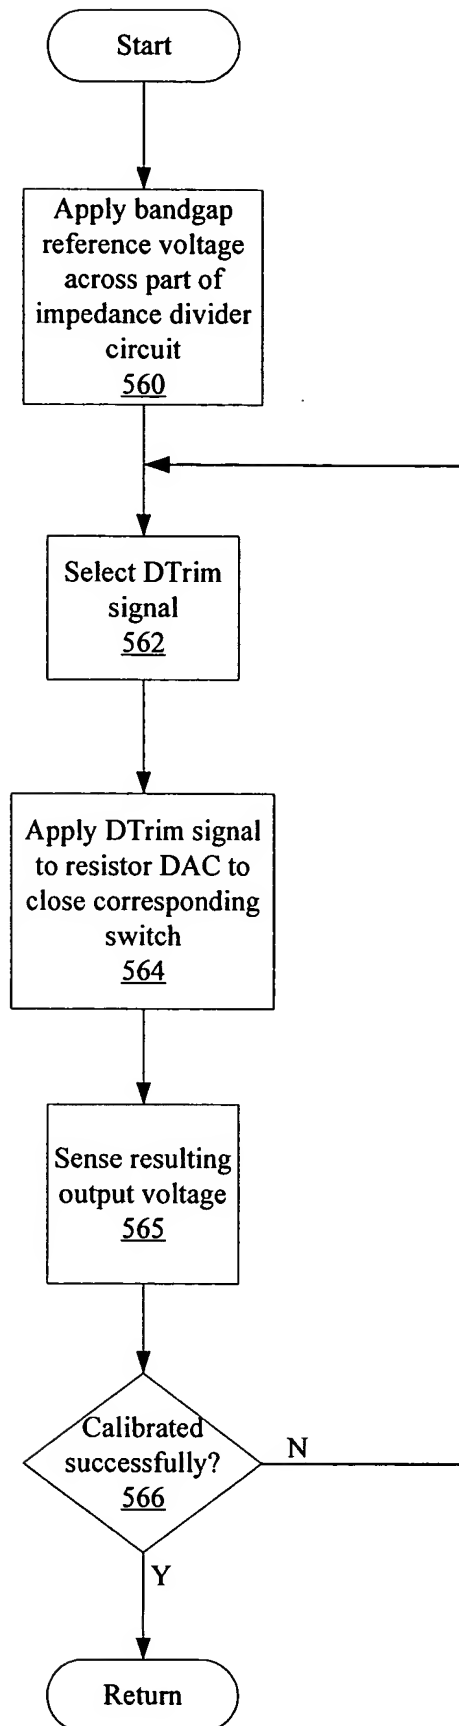 Start
Apply bandgap
reference voltage
across part of
impedance divider
circuit
560
Select DTrim
signal
562
Apply DTrim signal
to resistor DAC to
close corresponding
switch
564
Sense resulting
output voltage
565
Calibrated
successfully?
566
N
Y
Return